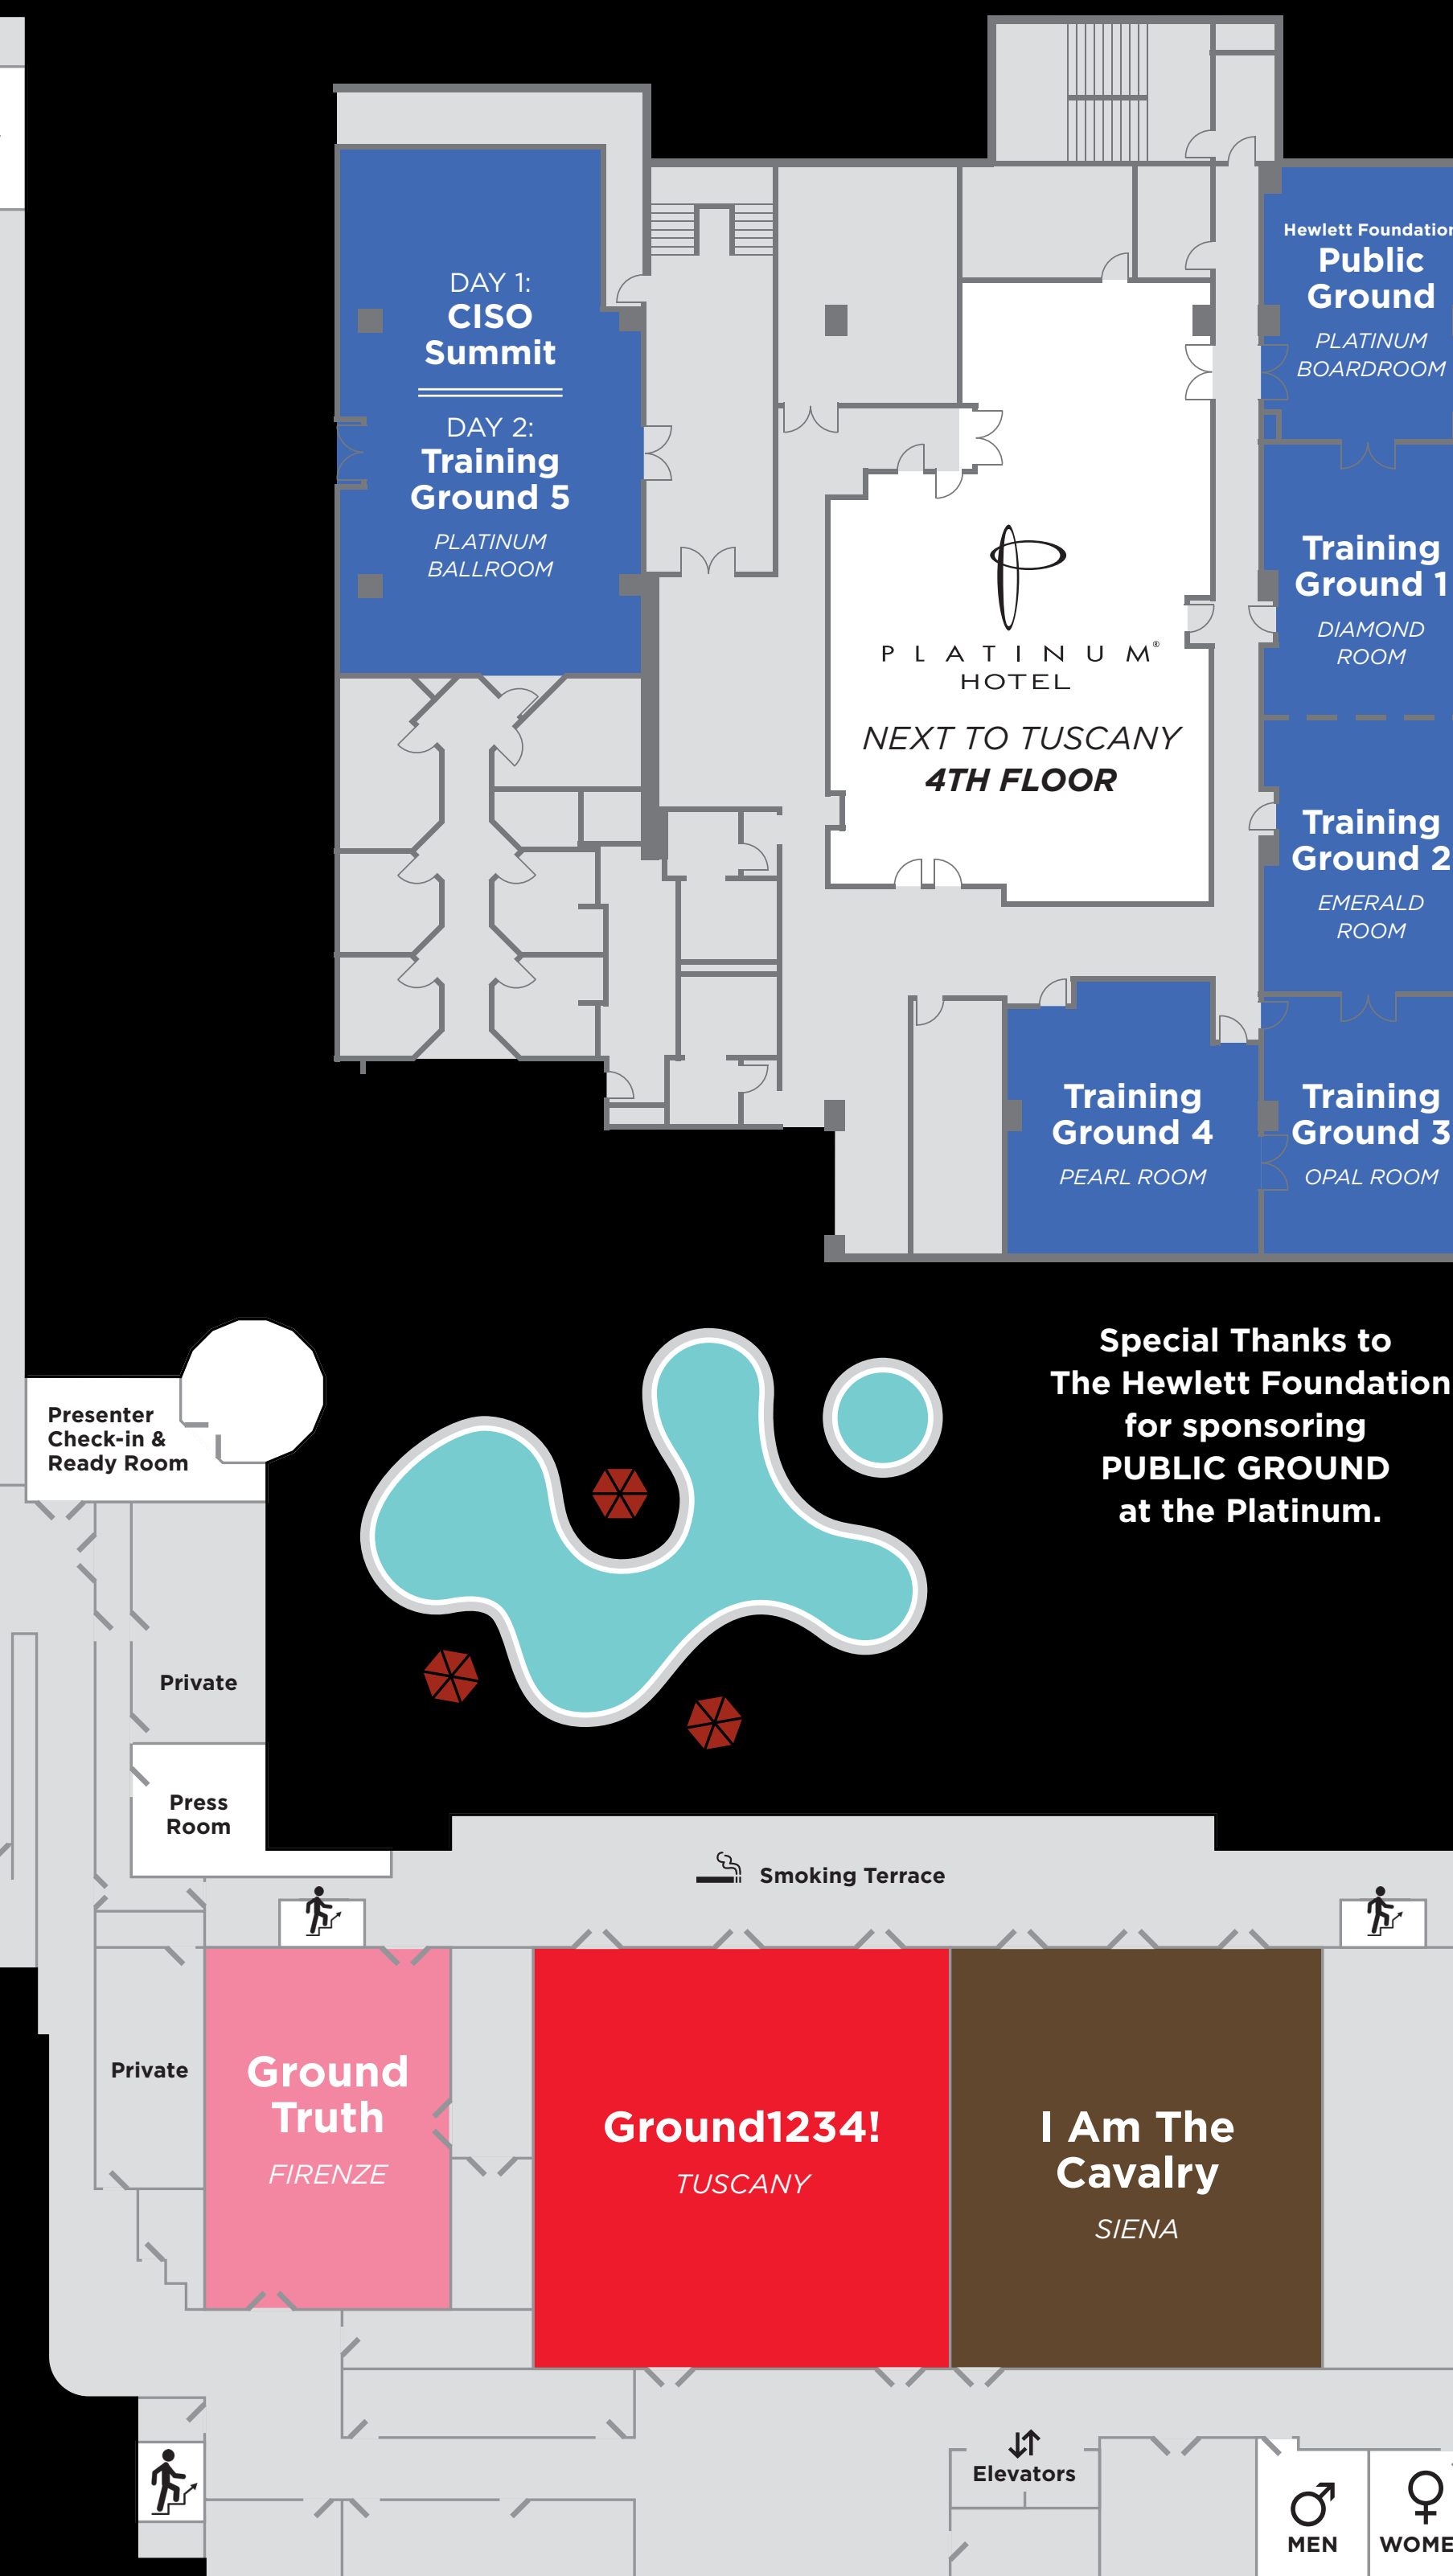 DAY 1:
CISO
Summit
DAY 2:
Training
Ground 5
PLATINUM
BALLROOM
Hewlett Foundation
Public
Ground
PLATINUM
BOARDROOM
PLATINUM®
HOTEL
NEXT TO TUSCANY
4TH FLOOR
Training
Ground 1
DIAMOND
ROOM
Training
Ground 2
EMERALD
ROOM
Training
Ground 4
PEARL ROOM
Training
Ground 3
OPAL ROOM
Special Thanks to
The Hewlett Foundation
for sponsoring
PUBLIC GROUND
at the Platinum.
Presenter
Check-in &
Ready Room
Private
Press
Room
Smoking Terrace
Private
Ground
Truth
FIRENZE
Ground1234!
TUSCANY
I Am The
Cavalry
SIENA
Elevators
MEN
WOME